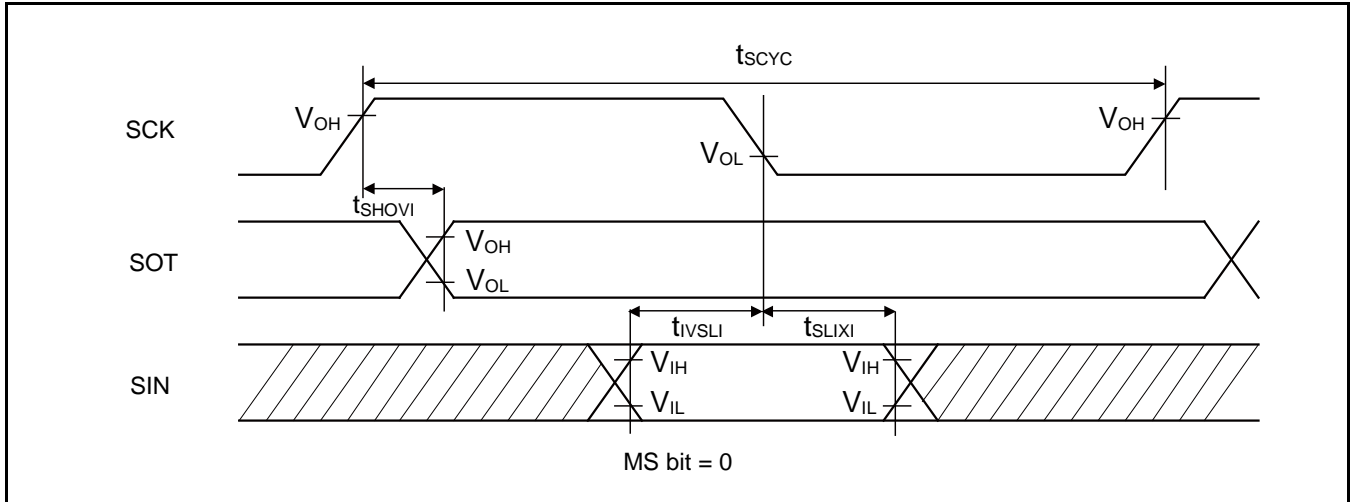 tSCYC
SCK
VOH
VOL
VOH
tSHOVI
SOT
VOH
VOL
tIVSLI
tSLIXI
SIN
VIH
VIH
VIL
VIL
MS bit = 0